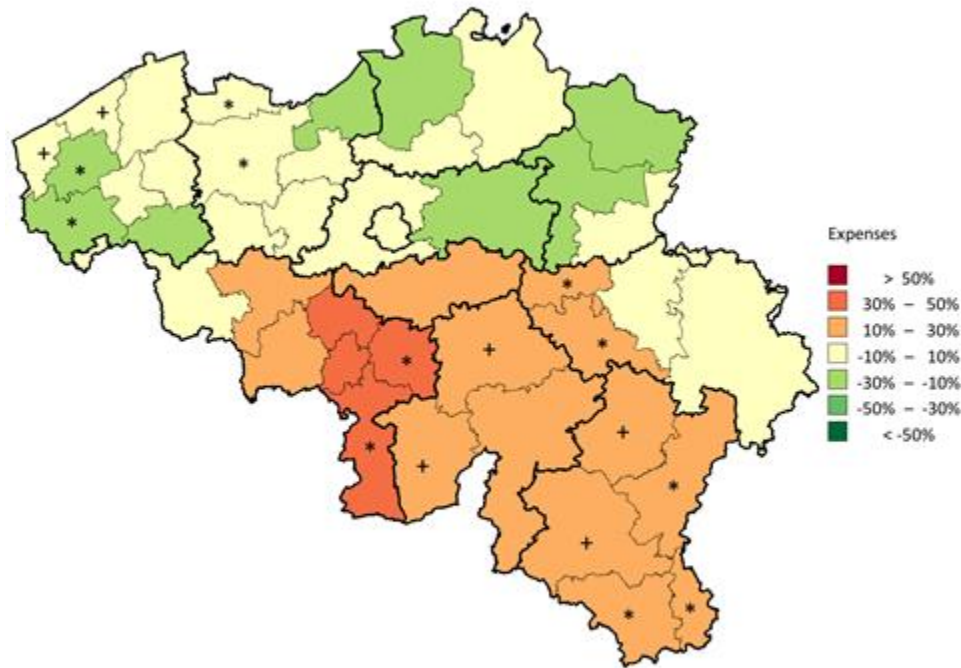 Expenses
> 50%
30% – 50%
10% – 30%
-10% – 10%
-30% – -10%
-50% – -30%
< -50%